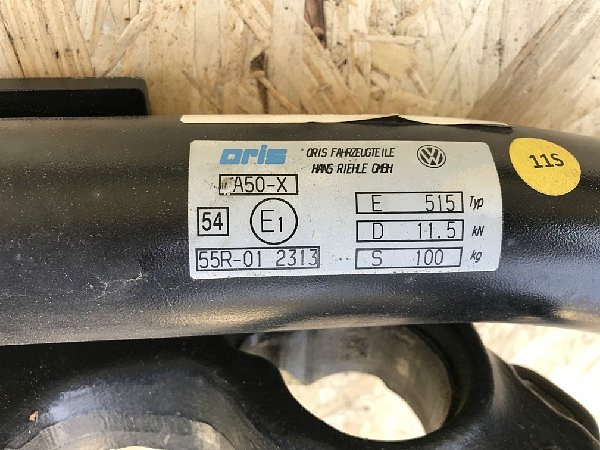 oris
ORIS FAHRZEUGTEILE
HANS RIEHLE GMBH
A50-X
54 E1
55R-01 2313
E 515 Typ
D 11.5 kN
S 100 kg
115